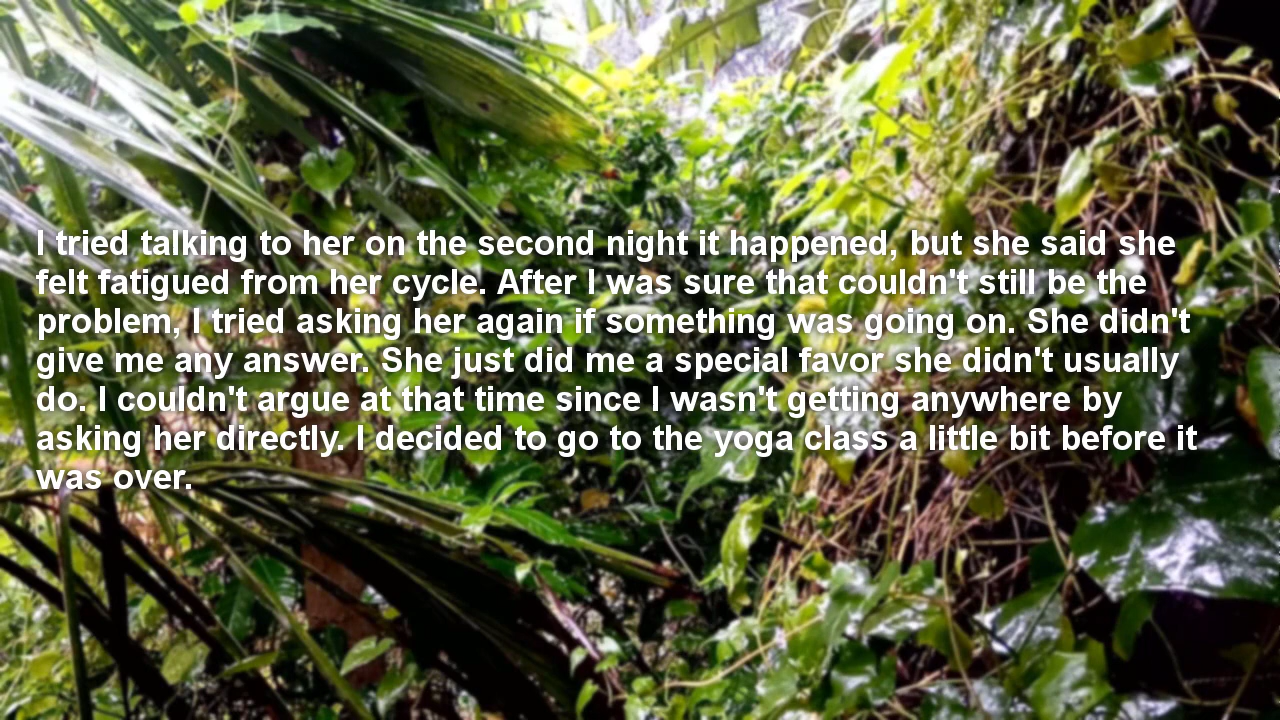 I tried talking to her on the second night it happened, but she said she
felt fatigued from her cycle. After I was sure that couldn't still be the
problem, I tried asking her again if something was going on. She didn't
give me any answer. She just did me a special favor she didn't usually
do. I couldn't argue at that time since I wasn't getting anywhere by
asking her directly. I decided to go to the yoga class a little bit before it
was over.